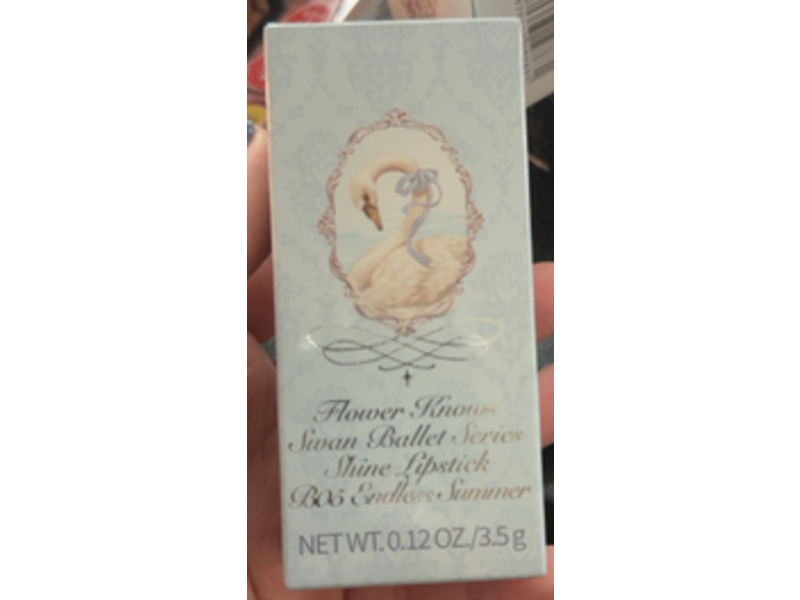 Flower Knows
Swan Ballet Series
Shine Lipstick
B05 Endless Summer
NET WT. 0.12 OZ./3.5 g